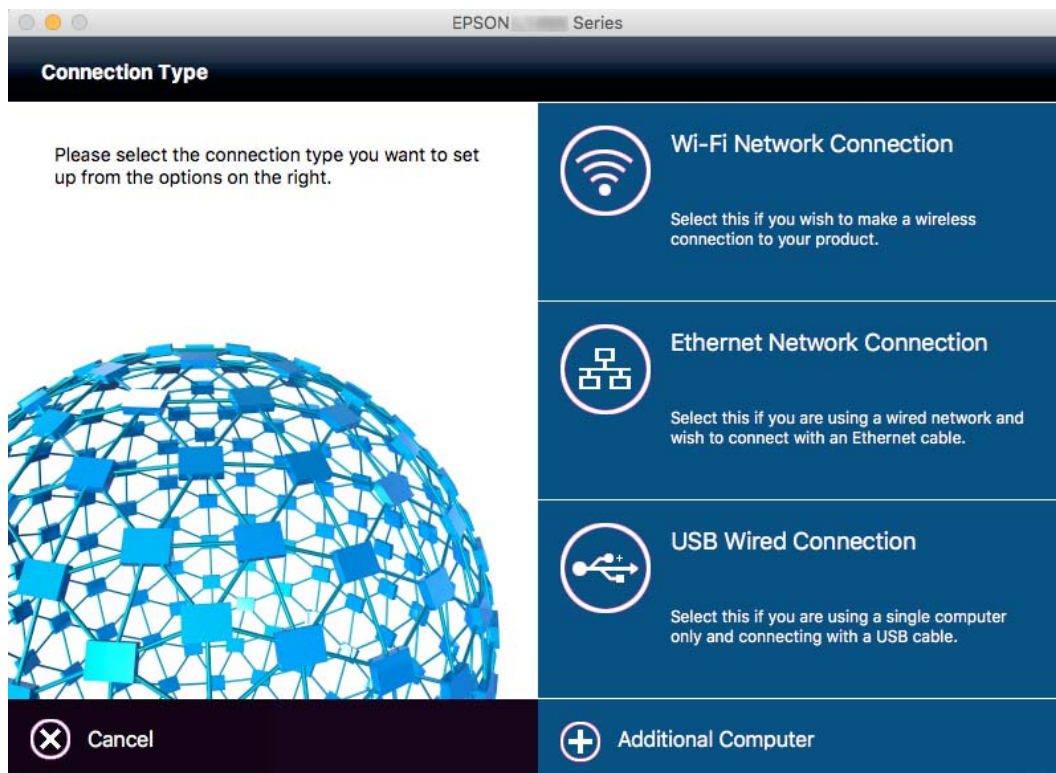 EPSON Series
Connection Type
Please select the connection type you want to set
up from the options on the right.
Wi-Fi Network Connection
Select this if you wish to make a wireless
connection to your product.
Ethernet Network Connection
Select this if you are using a wired network and
wish to connect with an Ethernet cable.
USB Wired Connection
Select this if you are using a single computer
only and connecting with a USB cable.
Cancel
Additional Computer